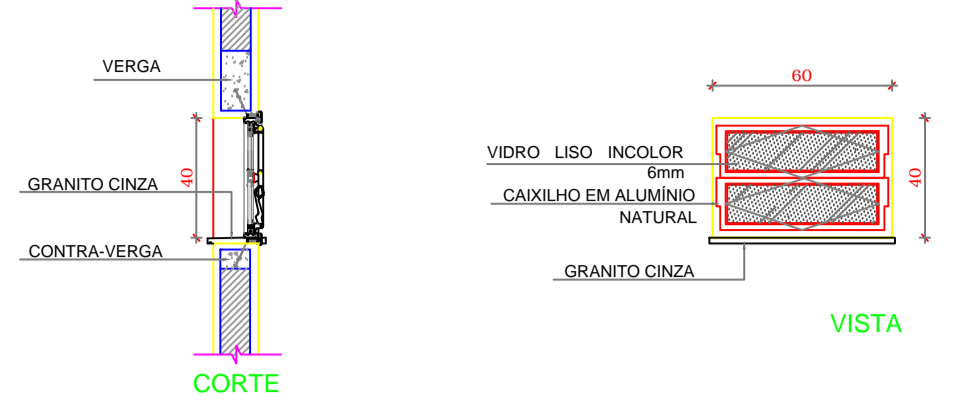 VERGA
40
GRANITO CINZA
CONTRA-VERGA
CORTE
60
VIDRO LISO INCOLOR
6mm
CAIXILHO EM ALUMÍNIO
NATURAL
40
GRANITO CINZA
VISTA